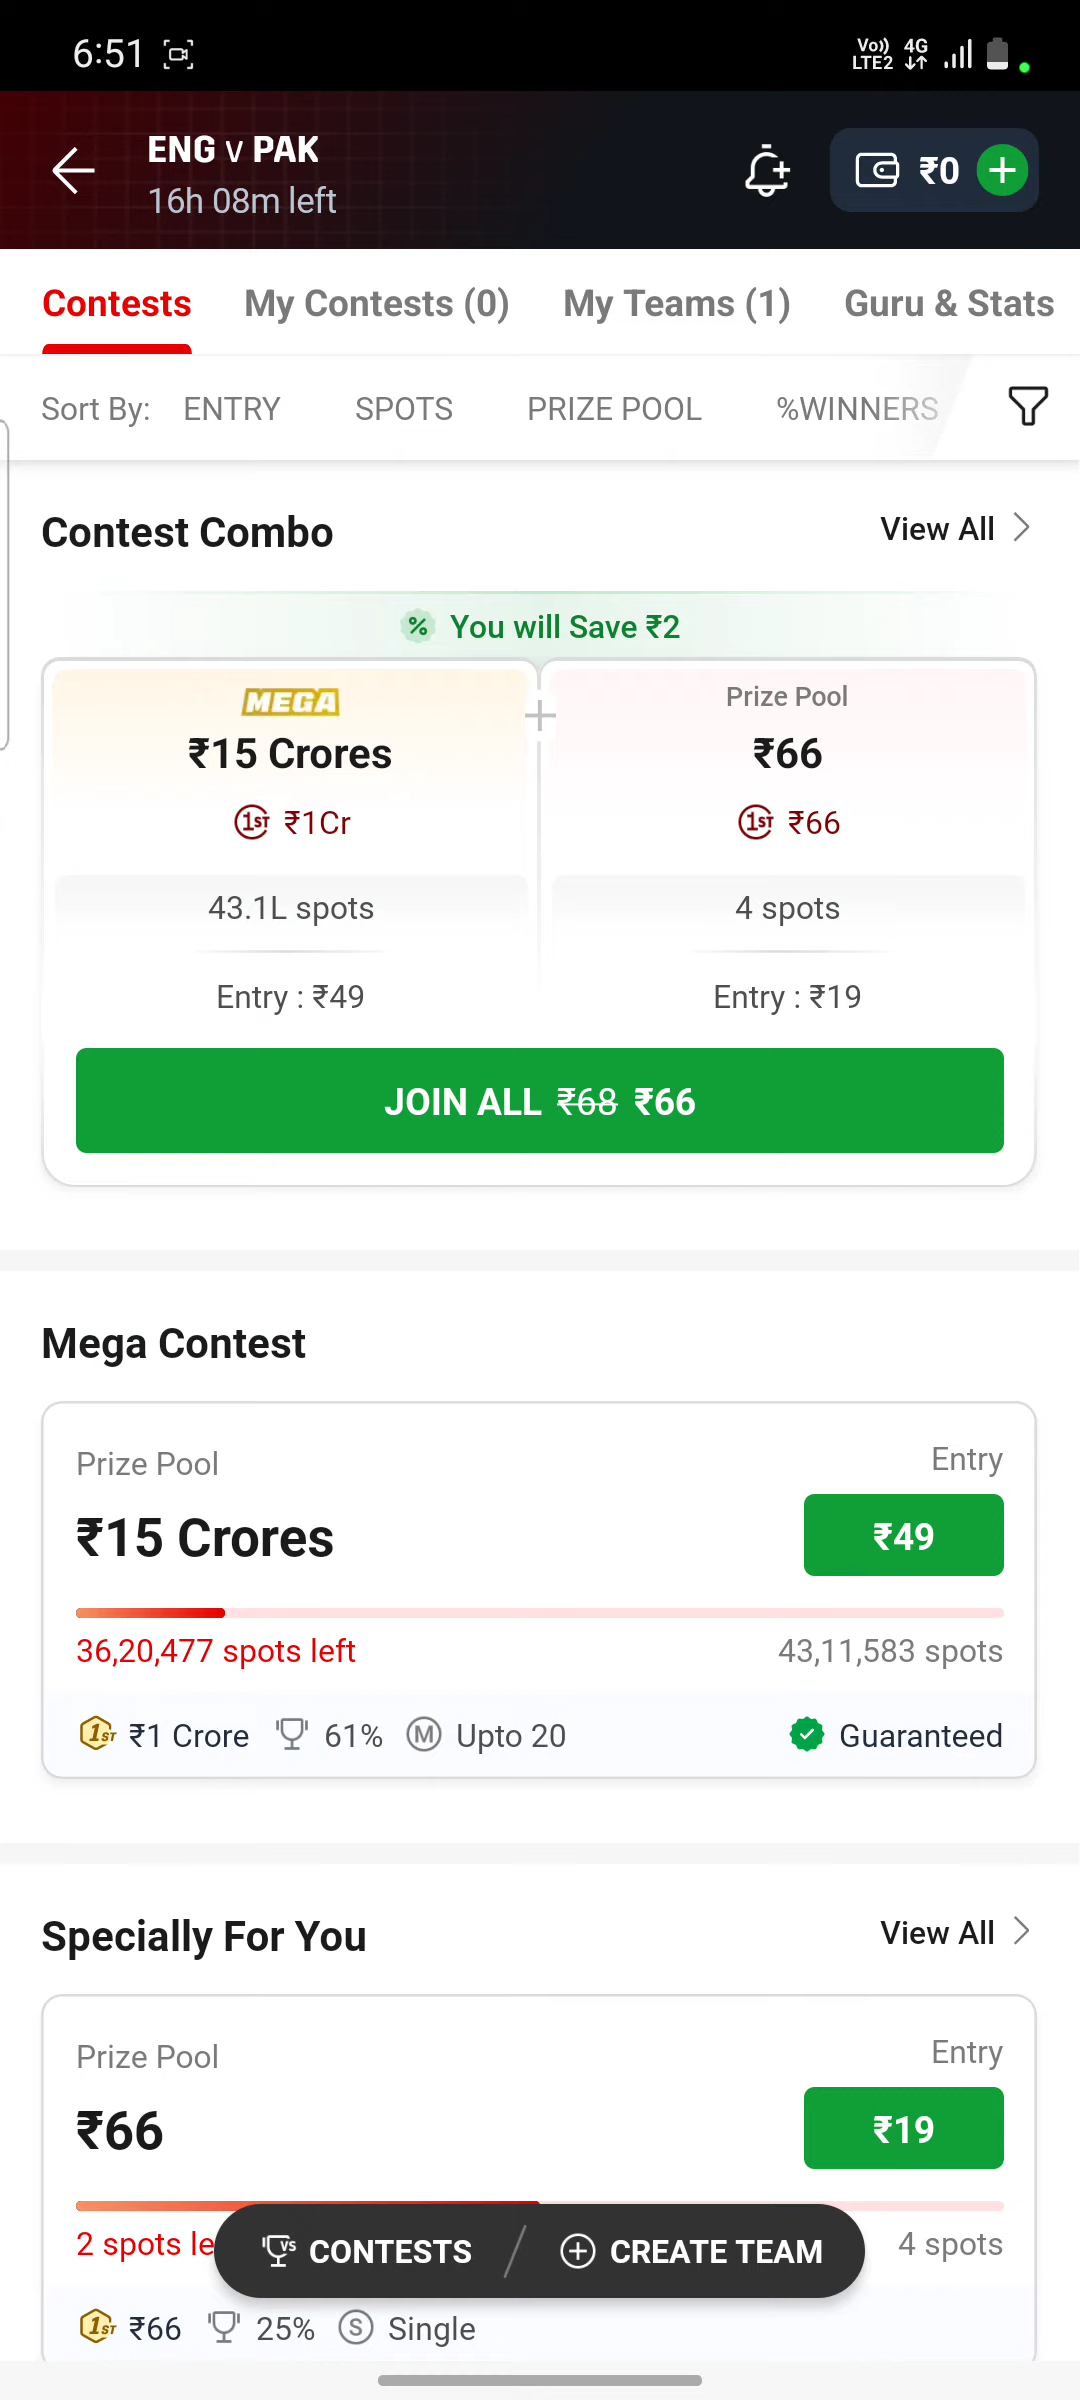 6:51
Vo)) LTE2 4G
ENG v PAK
16h 08m left
₹0
Contests My Contests (0) My Teams (1) Guru & Stats
Sort By: ENTRY SPOTS PRIZE POOL %WINNERS
Contest Combo View All
% You will Save ₹2
MEGA
₹15 Crores
1ST ₹1Cr
43.1L spots
Entry : ₹49
Prize Pool
₹66
1ST ₹66
4 spots
Entry : ₹19
JOIN ALL ₹68 ₹66
Mega Contest
Prize Pool Entry
₹15 Crores ₹49
36,20,477 spots left 43,11,583 spots
1ST ₹1 Crore 61% M Upto 20 Guaranteed
Specially For You View All
Prize Pool Entry
₹66 ₹19
2 spots le 4 spots
VS CONTESTS CREATE TEAM
1ST ₹66 25% S Single